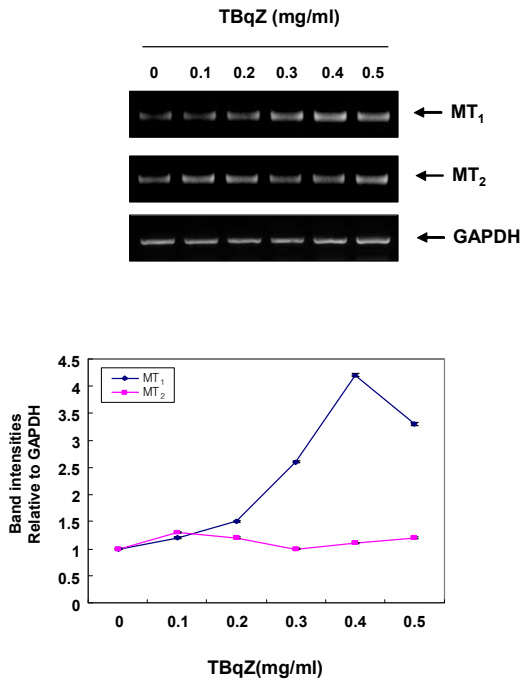 TBqZ (mg/ml)
0 0.1 0.2 0.3 0.4 0.5
MT1
MT2
GAPDH
4.5
4
3.5
3
2.5
2
1.5
1
0.5
0
MT1
MT2
Band intensities
Relative to GAPDH
0 0.1 0.2 0.3 0.4 0.5
TBqZ(mg/ml)